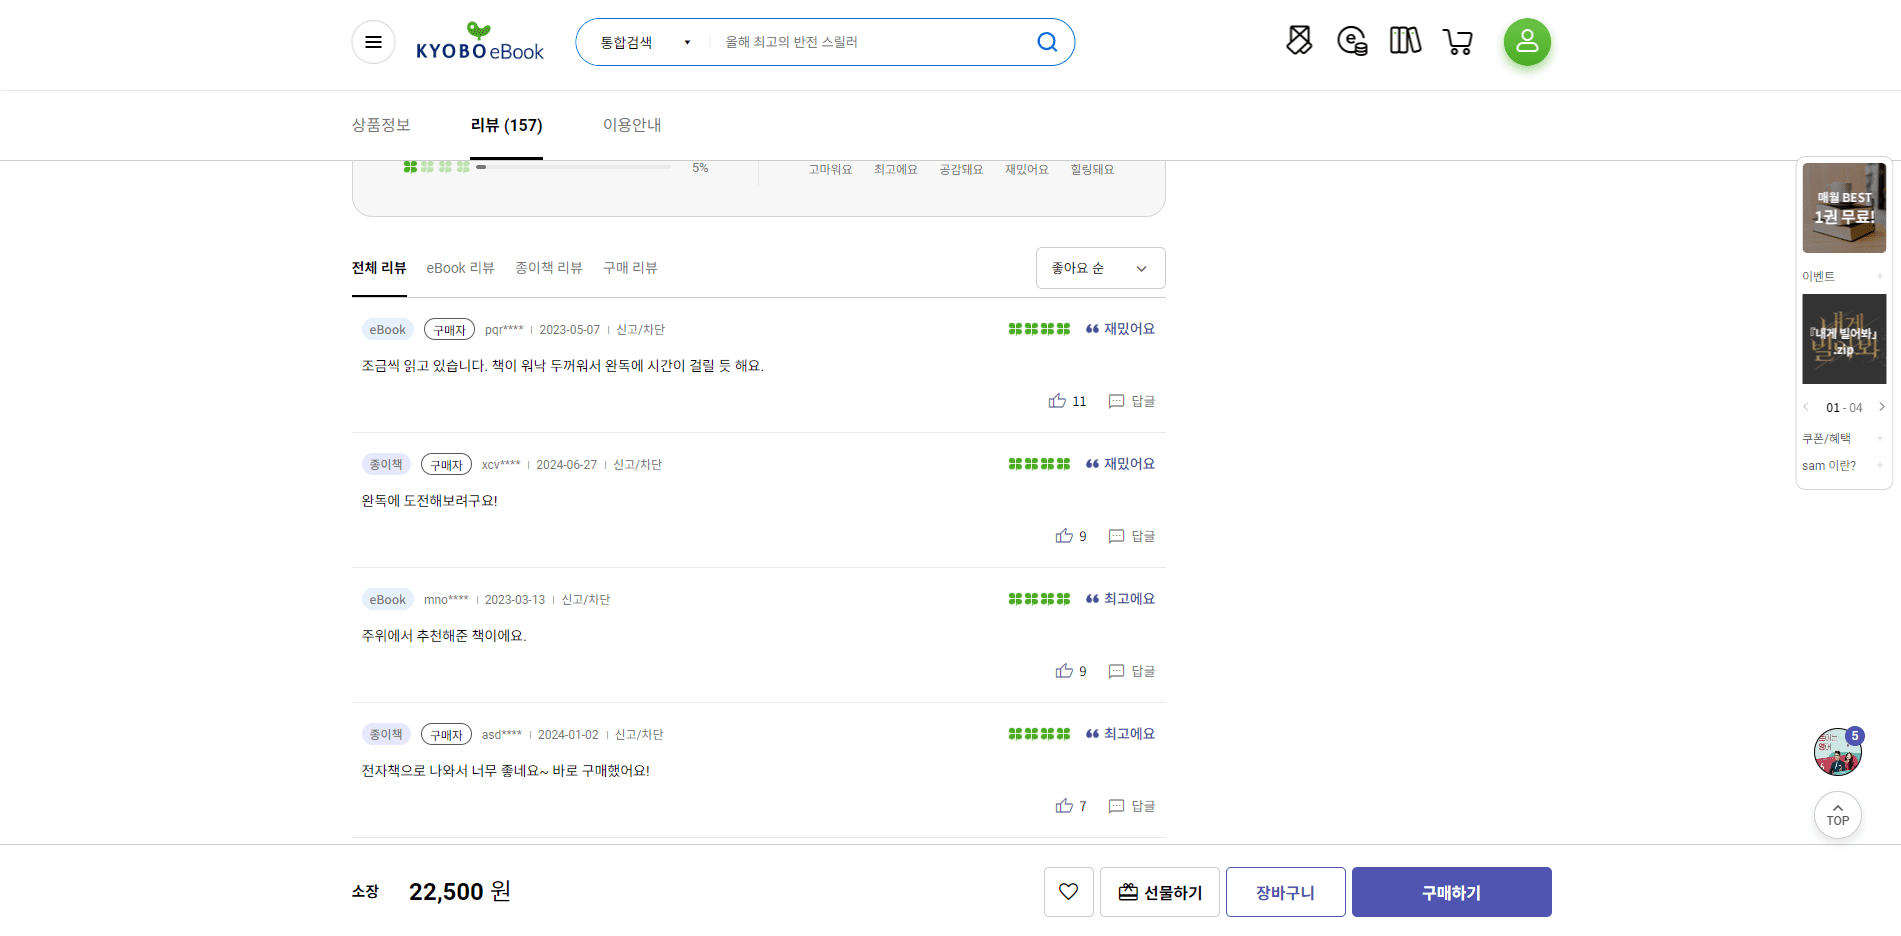 KYOBO eBook
통합검색
올해 최고의 반전 스릴러
상품정보
리뷰 (157)
이용안내
5%
고마워요
최고에요
공감돼요
재밌어요
힐링돼요
전체 리뷰
eBook 리뷰
종이책 리뷰
구매 리뷰
좋아요 순
eBook 구매자 pqr**** 2023-05-07 신고/차단
재밌어요
조금씩 읽고 있습니다. 책이 워낙 두꺼워서 완독에 시간이 걸릴 듯 해요.
11 답글
종이책 구매자 xcv**** 2024-06-27 신고/차단
재밌어요
완독에 도전해보려구요!
9 답글
eBook mno**** 2023-03-13 신고/차단
최고에요
주위에서 추천해준 책이에요.
9 답글
종이책 구매자 asd**** 2024-01-02 신고/차단
최고에요
전자책으로 나와서 너무 좋네요~ 바로 구매했어요!
7 답글
매월 BEST
1권 무료!
이벤트 +
『내게 빌어봐』
.zip
01 - 04
쿠폰/혜택 +
sam 이란? +
5
TOP
소장
22,500 원
선물하기
장바구니
구매하기